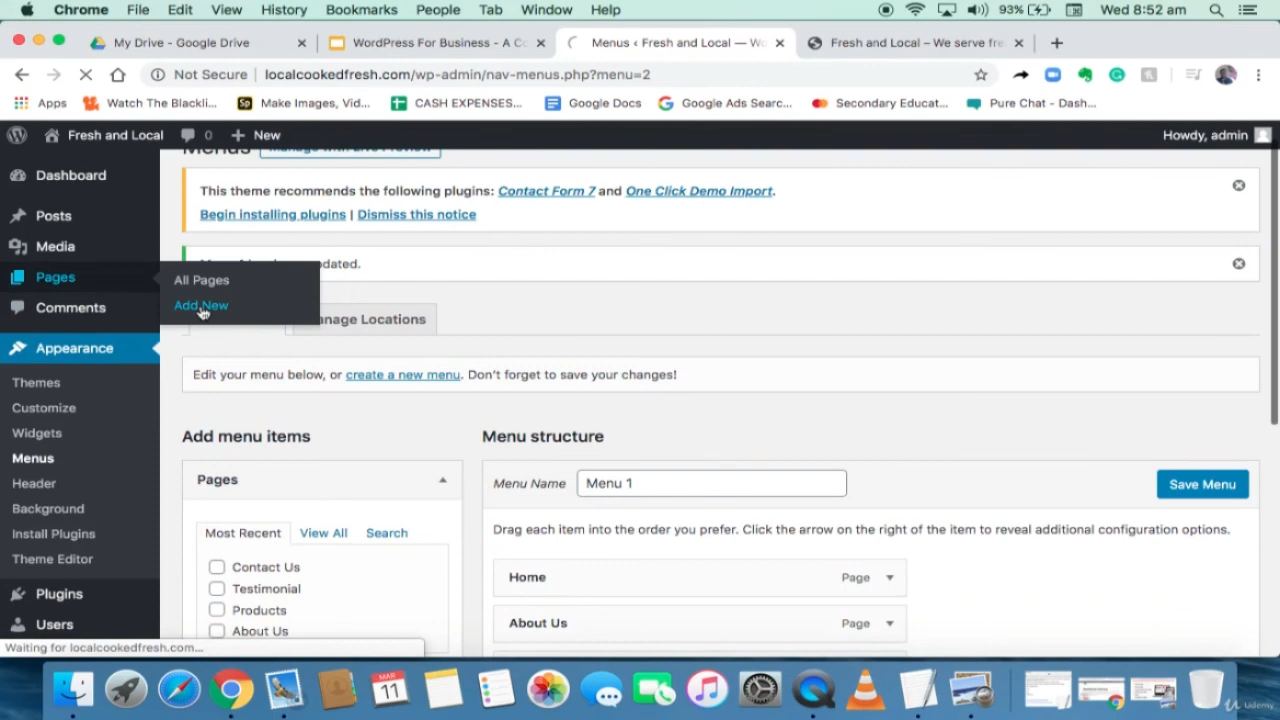 Chrome File Edit View History Bookmarks People Tab Window Help 93% Wed 8:52 am
My Drive - Google Drive WordPress For Business - A Co Menus ‹ Fresh and Local — Wo Fresh and Local – We serve fre
Not Secure localcookedfresh.com/wp-admin/nav-menus.php?menu=2
Apps Watch The Blackli... Sp Make Images, Vid... CASH EXPENSES... Google Docs Google Ads Searc... Secondary Educat... Pure Chat - Dash...
Fresh and Local 0 + New Howdy, admin
Menus Manage with Live Preview
Dashboard
This theme recommends the following plugins: Contact Form 7 and One Click Demo Import.
Begin installing plugins | Dismiss this notice
Posts
Media
Pages
All Pages
Add New
Comments
Appearance
Themes
Customize
Widgets
Menus
Header
Background
Install Plugins
Theme Editor
Plugins
Users
Edit your menu below, or create a new menu. Don't forget to save your changes!
Add menu items
Menu structure
Pages
Menu Name Menu 1 Save Menu
Most Recent View All Search
Drag each item into the order you prefer. Click the arrow on the right of the item to reveal additional configuration options.
Contact Us
Testimonial
Products
About Us
Home Page
About Us Page
Waiting for localcookedfresh.com...
MAR
11
Udemy